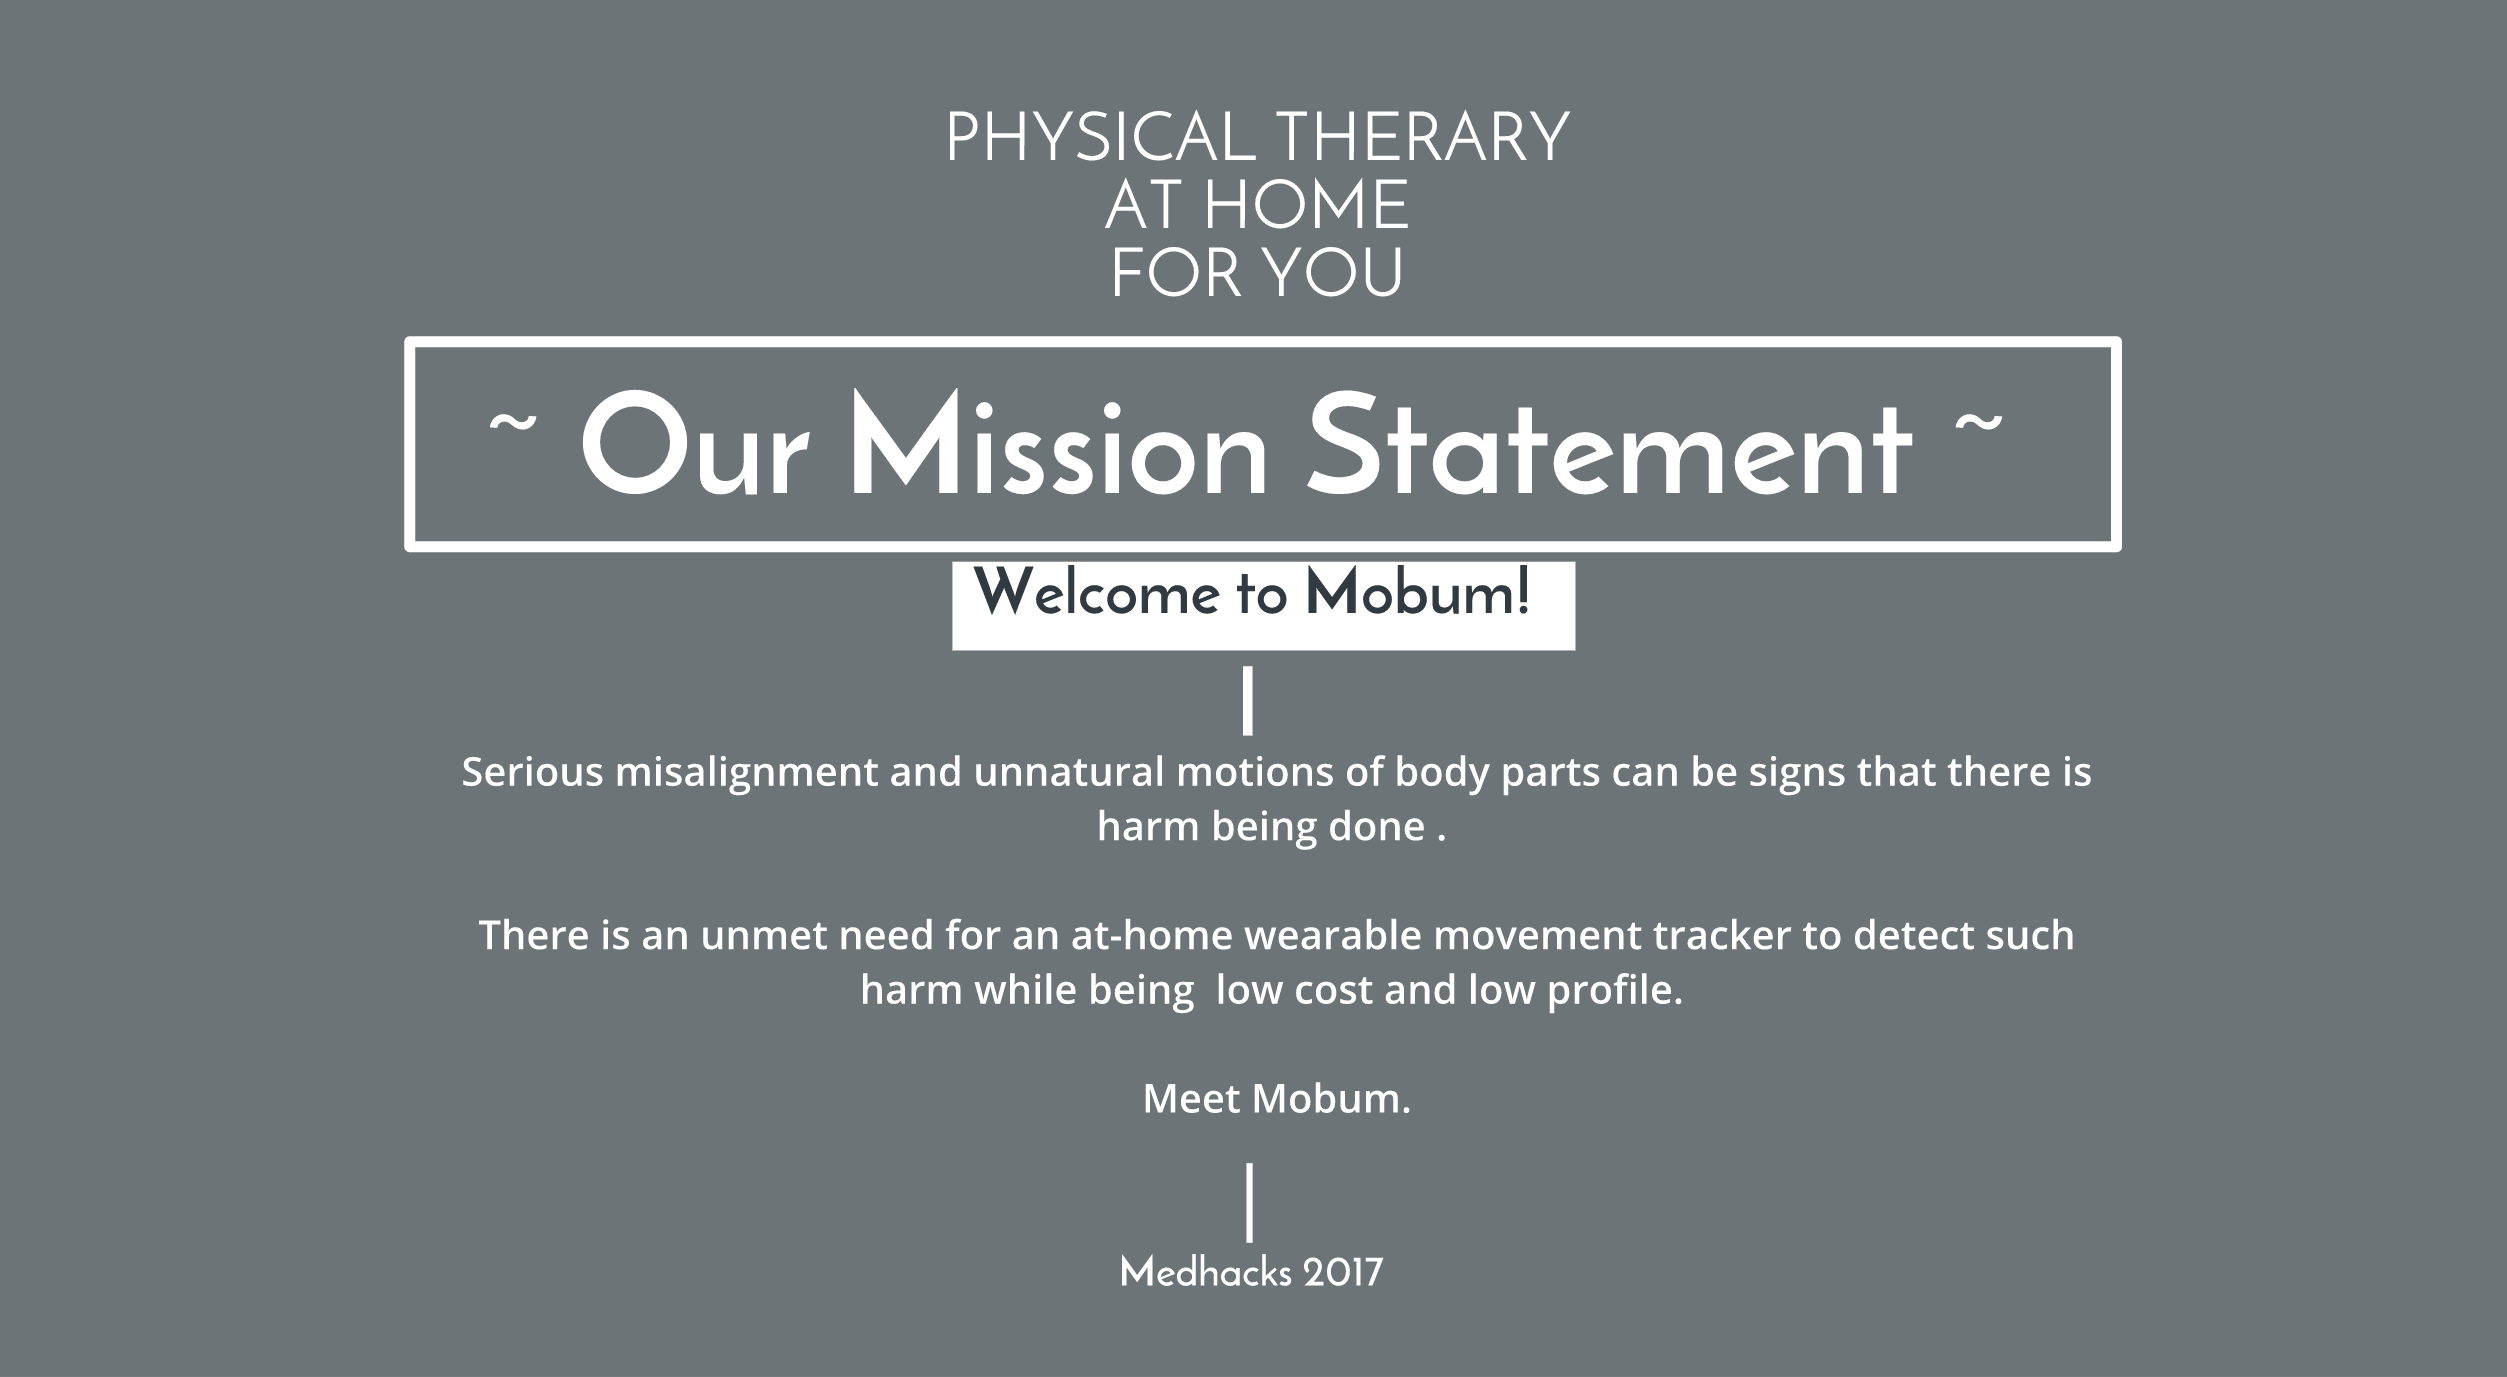 PHYSICAL THERARY
AT HOME
FOR YOU
~ Our Mission Statement ~
Welcome to Mobum!
Serious misalignment and unnatural motions of body parts can be signs that there is
harm being done .
There is an unmet need for an at-home wearable movement tracker to detect such
harm while being  low cost and low profile.
Meet Mobum.
Medhacks 2017